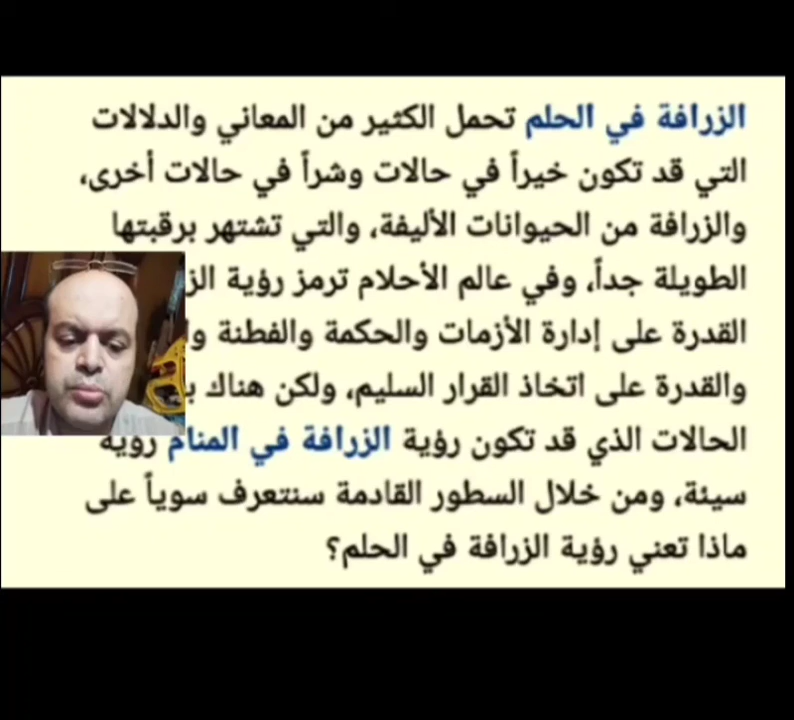 الزرافة في الحلم تحمل الكثير من المعاني والدلالات
التي قد تكون خيراً في حالات وشراً في حالات أخرى،
والزرافة من الحيوانات الأليفة، والتي تشتهر برقبتها
الطويلة جداً، وفي عالم الأحلام ترمز رؤية
القدرة على إدارة الأزمات والحكمة والفطنة
والقدرة على اتخاذ القرار السليم، ولكن هناك
الحالات الذي قد تكون رؤية الزرافة في المنام رؤية
سيئة، ومن خلال السطور القادمة سنتعرف سوياً على
ماذا تعني رؤية الزرافة في الحلم؟